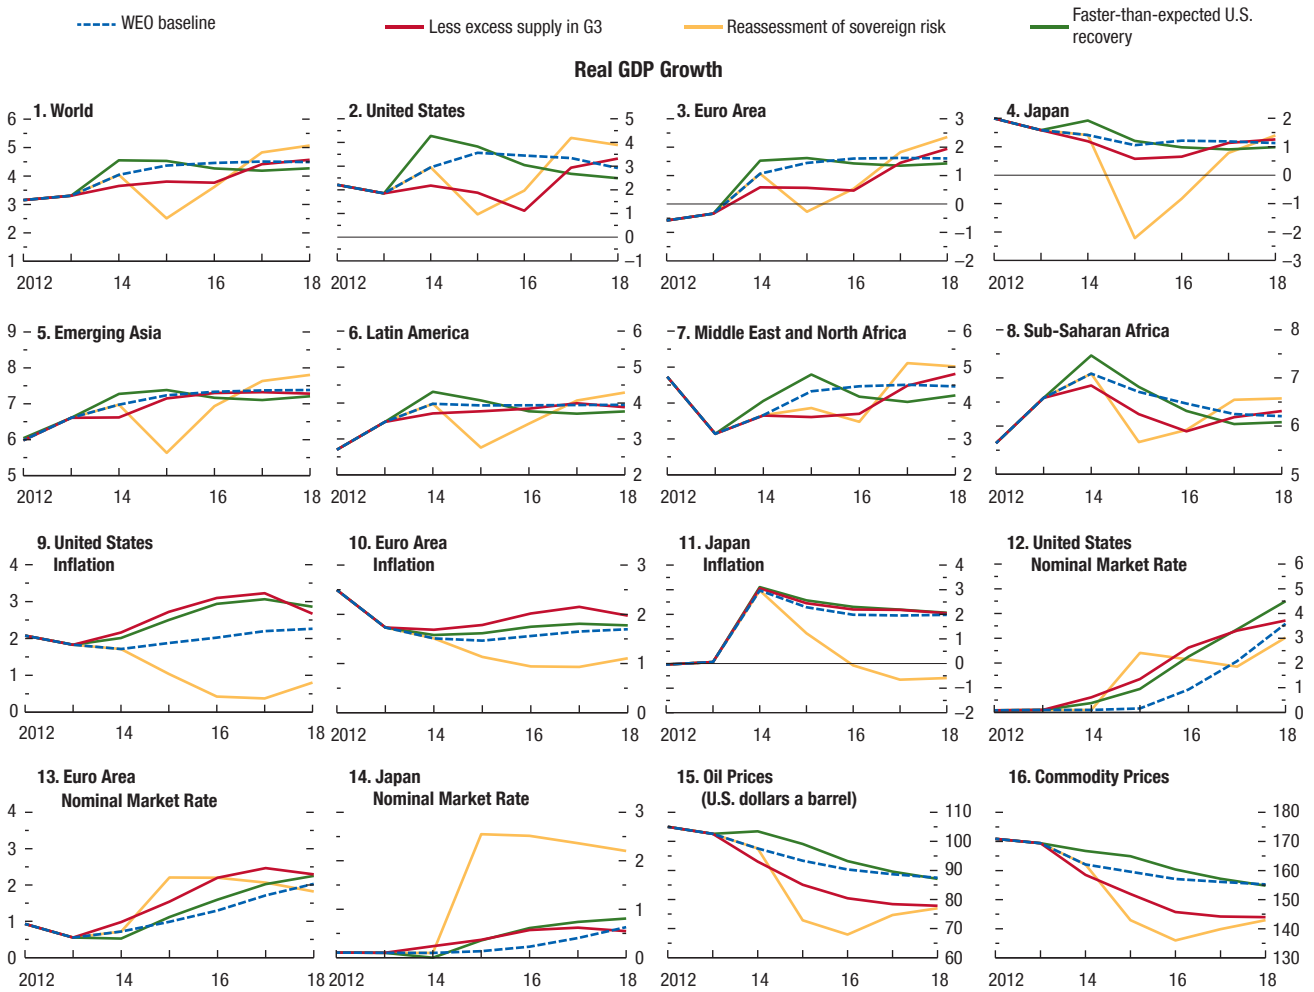 WEO baseline
Less excess supply in G3
Reassessment of sovereign risk
Faster-than-expected U.S.
recovery
Real GDP Growth
1. World
6
5
4
3
2
1
2012 14 16 18
2. United States
5
4
3
2
1
0
–1
2012 14 16 18
3. Euro Area
3
2
1
0
–1
–2
2012 14 16 18
4. Japan
2
1
0
–1
–2
–3
2012 14 16 18
5. Emerging Asia
9
8
7
6
5
2012 14 16 18
6. Latin America
6
5
4
3
2
2012 14 16 18
7. Middle East and North Africa
6
5
4
3
2
2012 14 16 18
8. Sub-Saharan Africa
8
7
6
5
2012 14 16 18
9. United States
Inflation
4
3
2
1
0
2012 14 16 18
10. Euro Area
Inflation
3
2
1
0
2012 14 16 18
11. Japan
Inflation
4
3
2
1
0
–1
–2
2012 14 16 18
12. United States
Nominal Market Rate
6
5
4
3
2
1
0
2012 14 16 18
13. Euro Area
Nominal Market Rate
4
3
2
1
0
2012 14 16 18
14. Japan
Nominal Market Rate
3
2
1
0
2012 14 16 18
15. Oil Prices
(U.S. dollars a barrel)
110
100
90
80
70
60
2012 14 16 18
16. Commodity Prices
180
170
160
150
140
130
2012 14 16 18